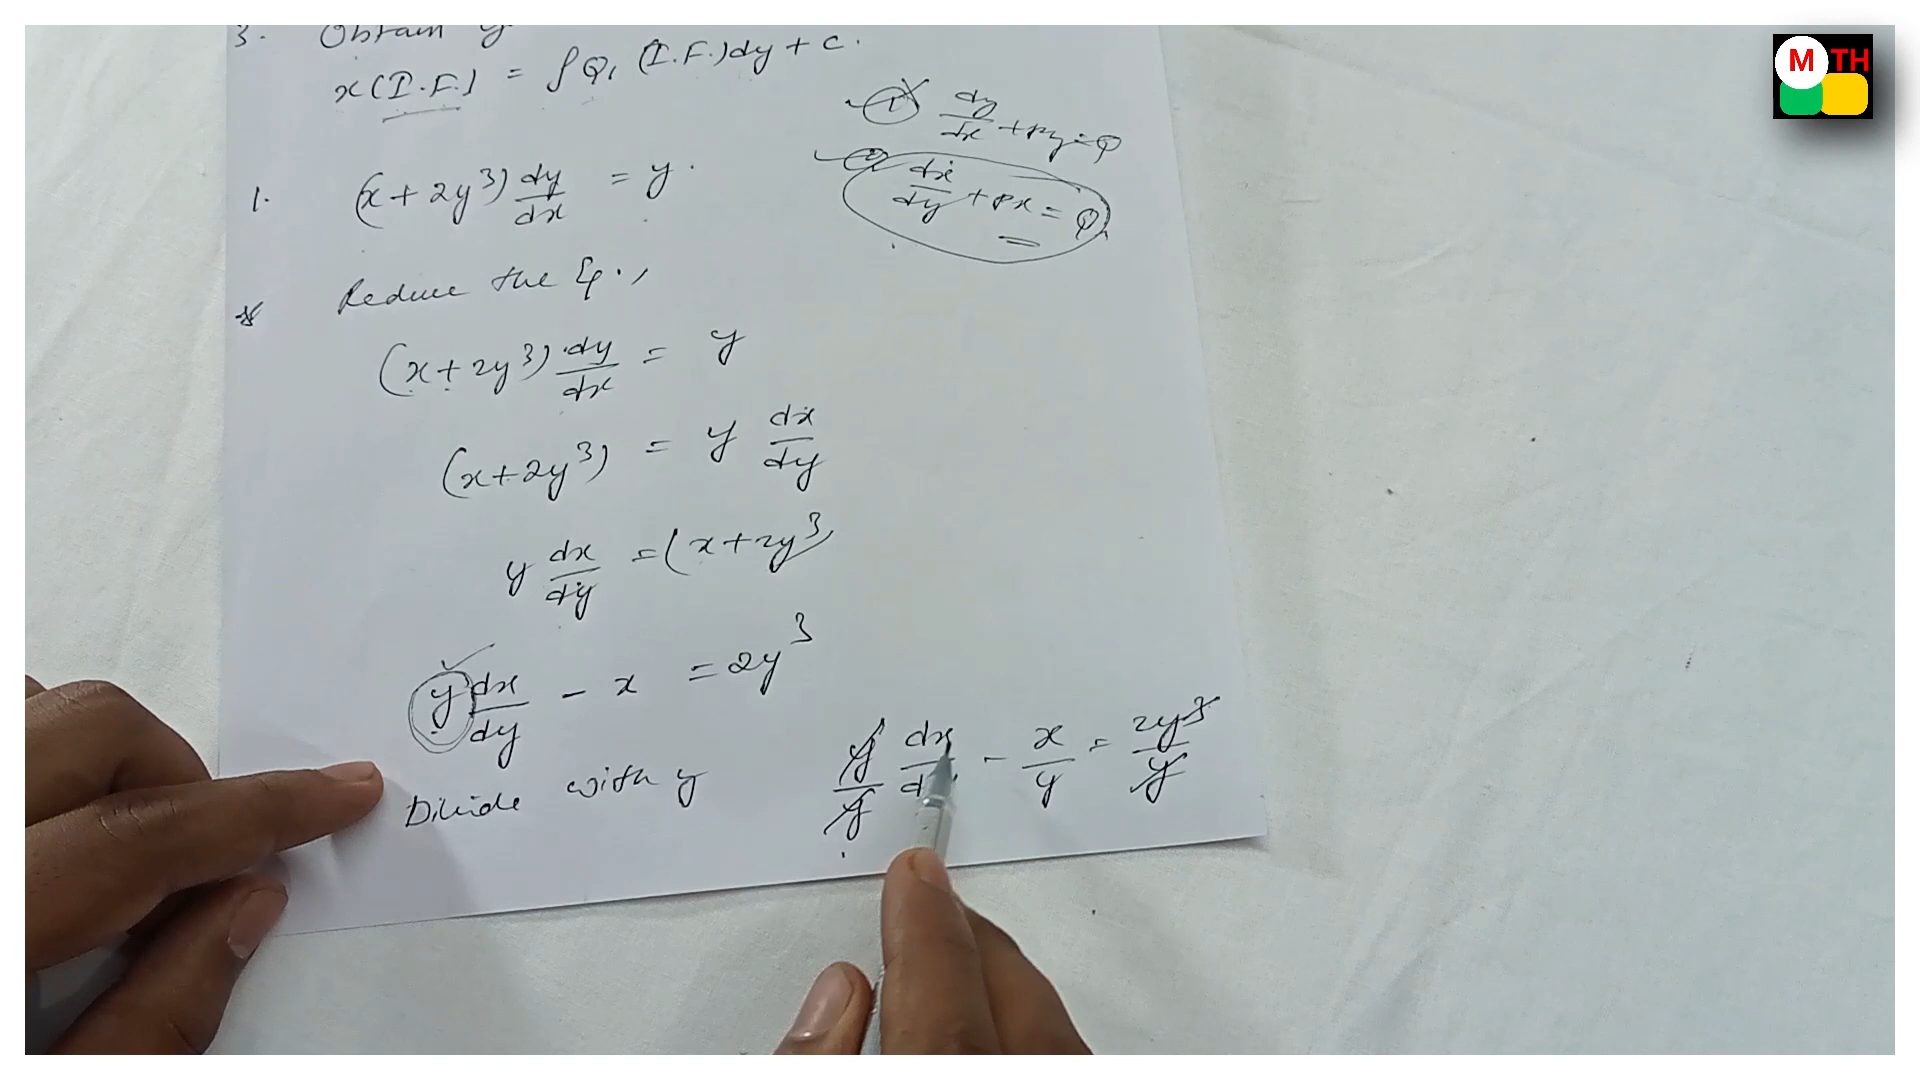 3. Obtain
x(I.F.) = ∫Q₁ (I.F.)dy + c.
① dy/dx + py = Q
② dx/dy + px = Q₁
1. (x + 2y³) dy/dx = y.
* Reduce the Eq.,
(x + 2y³) dy/dx = y
(x+2y³) = y dx/dy
y dx/dy = (x+2y³)
y dx/dy - x = 2y³
Divide with y
y/y dx/d - x/y = 2y³/y
M TH